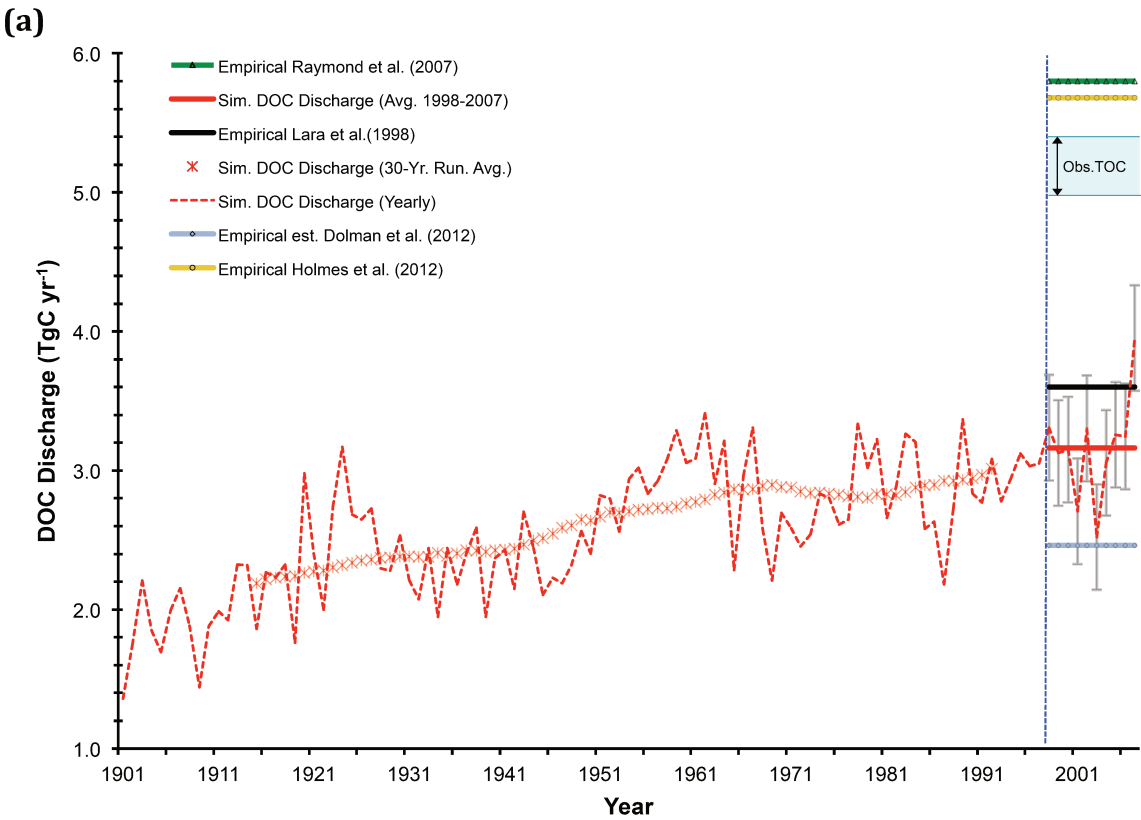 (a)
6.0
5.0
4.0
3.0
2.0
1.0
DOC Discharge (TgC yr-1)
Empirical Raymond et al. (2007)
Sim. DOC Discharge (Avg. 1998-2007)
Empirical Lara et al.(1998)
Sim. DOC Discharge (30-Yr. Run. Avg.)
Sim. DOC Discharge (Yearly)
Empirical est. Dolman et al. (2012)
Empirical Holmes et al. (2012)
Obs.TOC
1901 1911 1921 1931 1941 1951 1961 1971 1981 1991 2001
Year